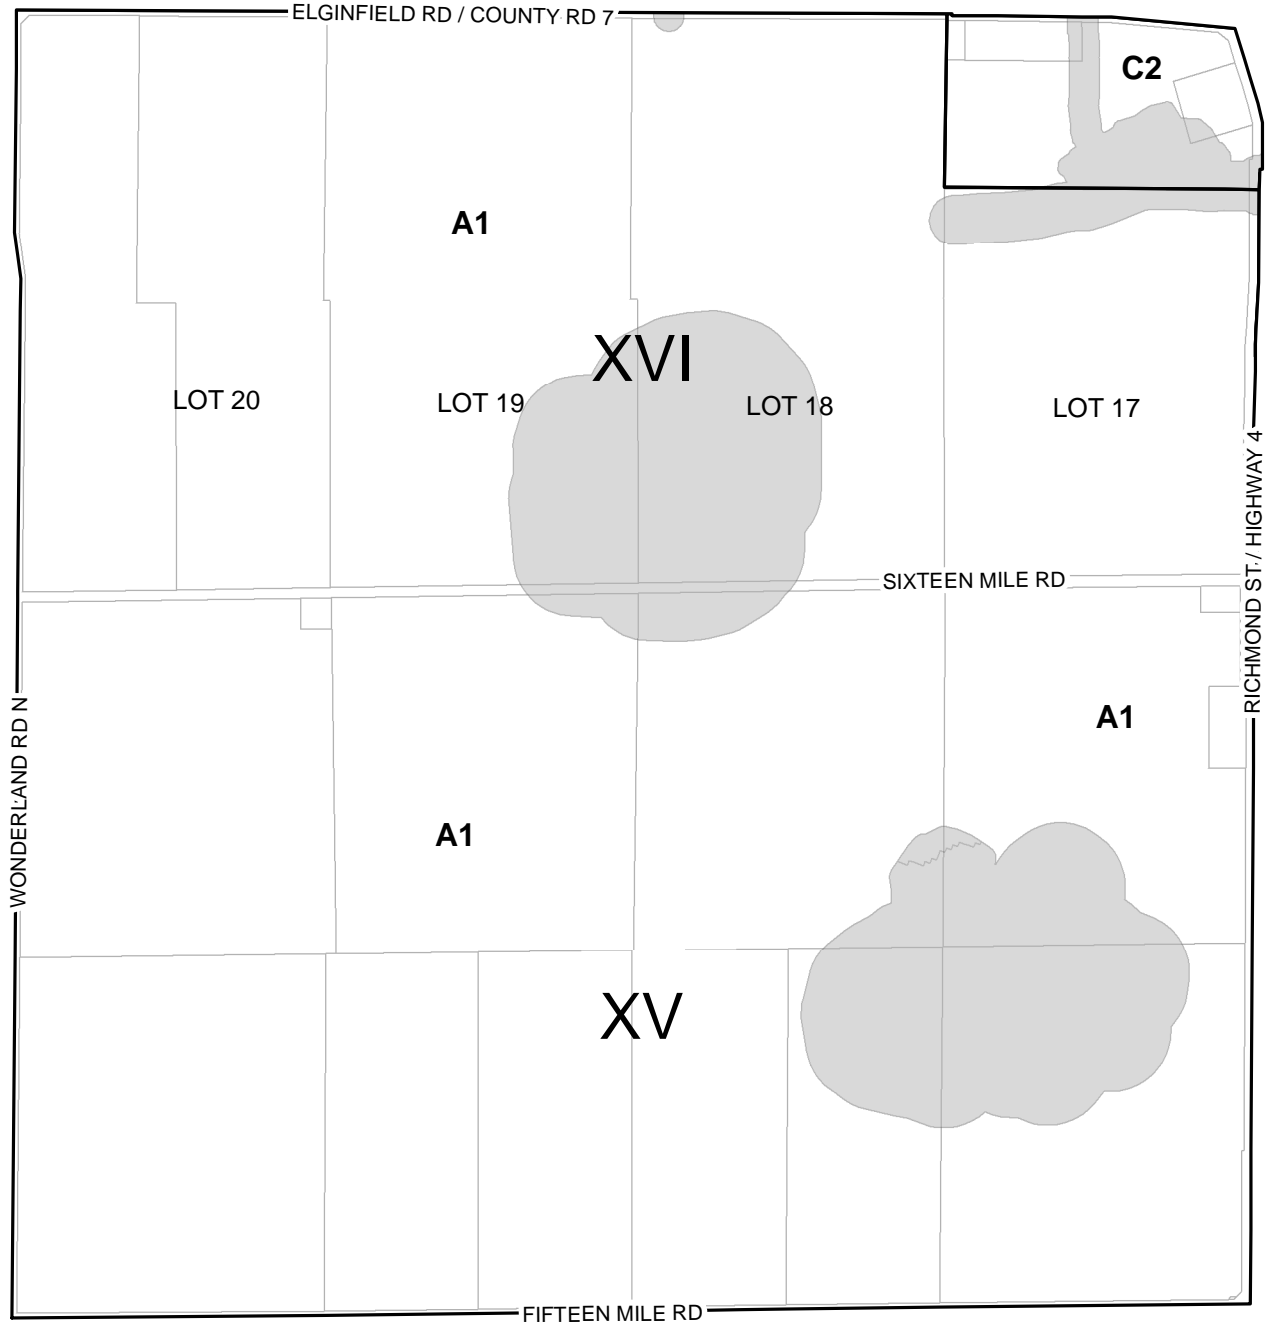 ELGINFIELD RD / COUNTY RD 7
C2
A1
XVI
LOT 20
LOT 19
LOT 18
LOT 17
RICHMOND ST / HIGHWAY 4
SIXTEEN MILE RD
WONDERLAND RD N
A1
A1
XV
FIFTEEN MILE RD